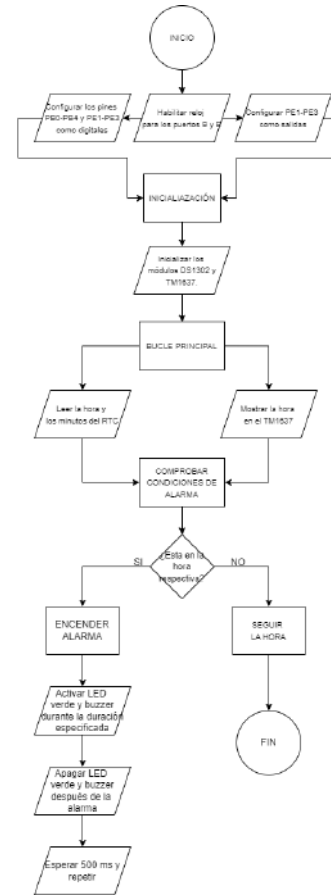 INICIO
Configurar los pines
PB0-PB4 y PE1-PE3
como digitales
Habilitar reloj
para los puertos B y E
Configurar PE1-PE3
como salidas
INICIALIZACIÓN
Inicializar los
módulos DS1302 y
TM1637.
BUCLE PRINCIPAL
Leer la hora y
los minutos del RTC
Mostrar la hora
en el TM1637
COMPROBAR
CONDICIONES DE
ALARMA
SI
¿Esta en la
hora
respectiva?
NO
ENCENDER
ALARMA
SEGUIR
LA HORA
Activar LED
verde y buzzer
durante la duración
especificada
FIN
Apagar LED
verde y buzzer
después de la
alarma
Esperar 500 ms y
repetir